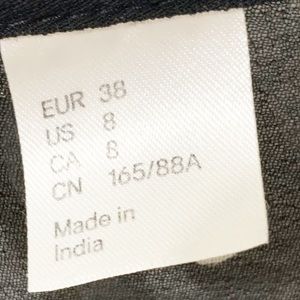 EUR 38
US 8
CA 8
CN 165/88A
Made in
India